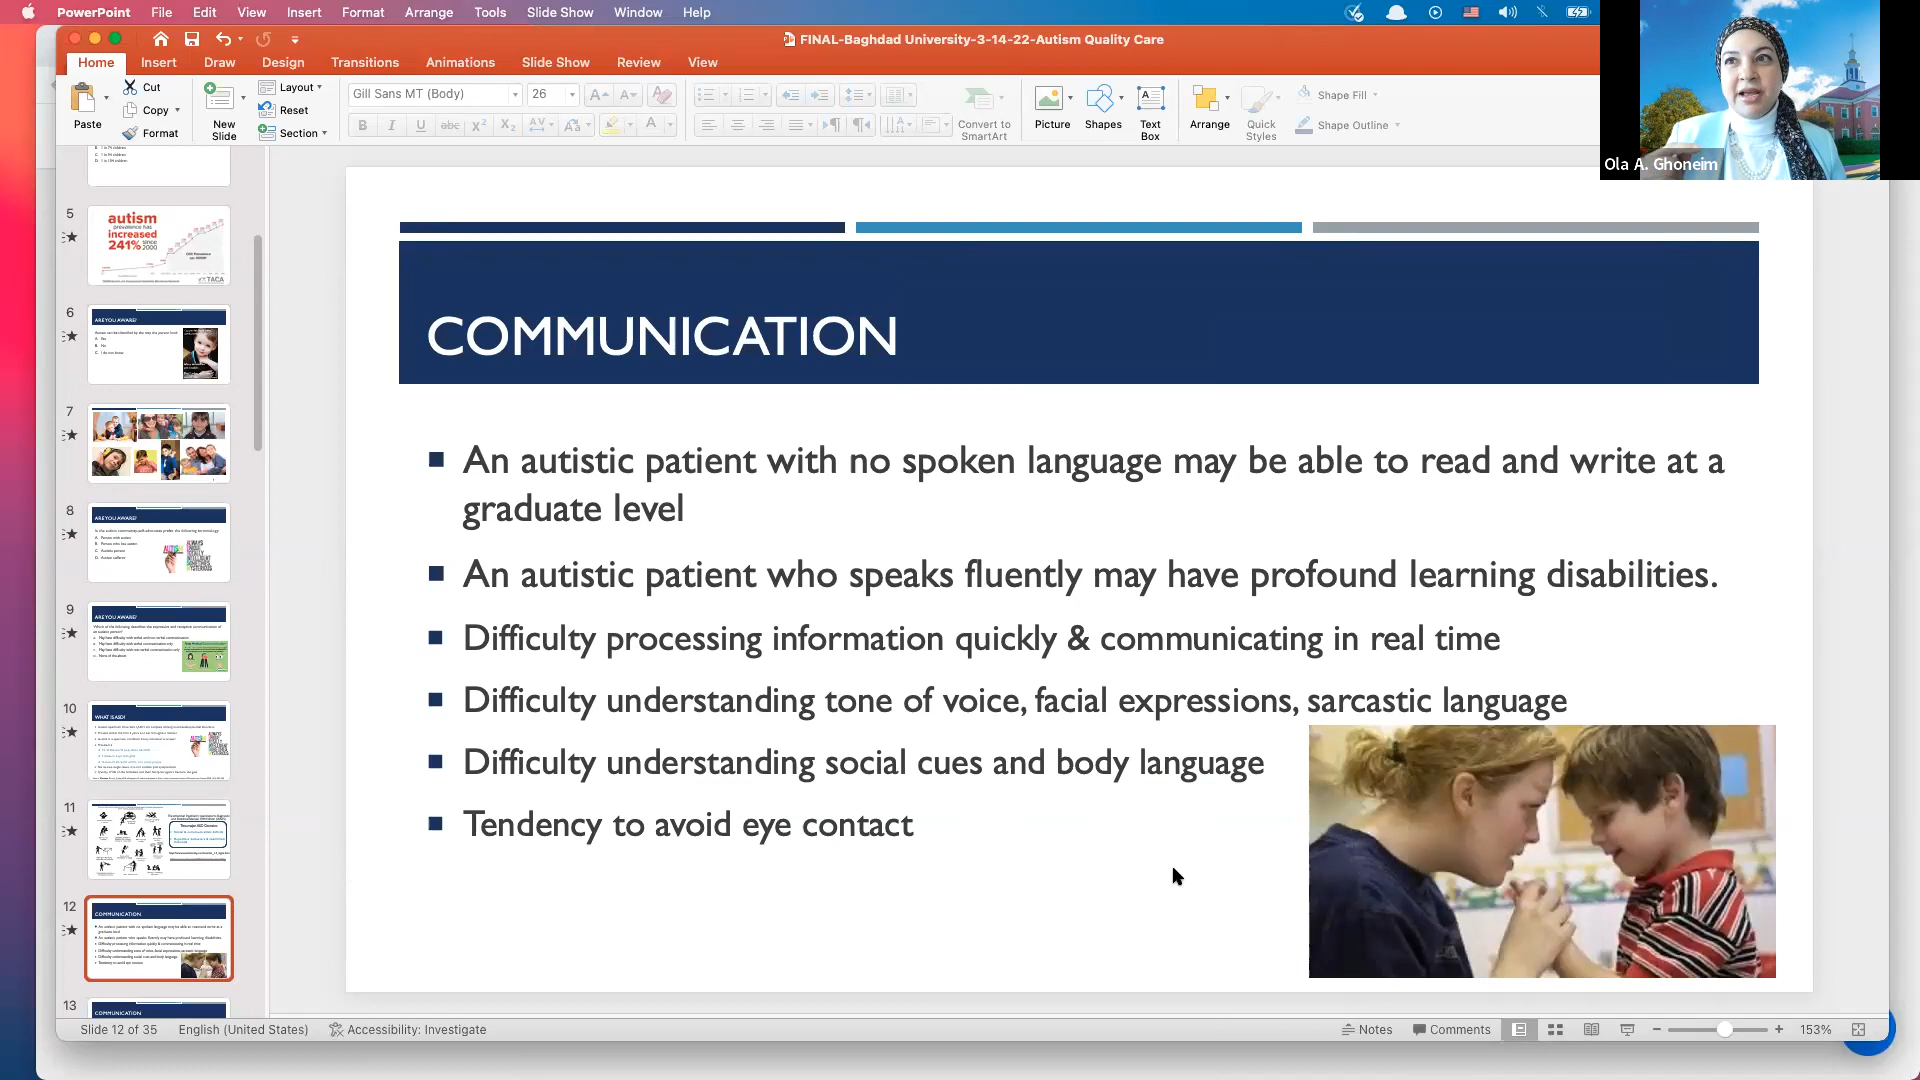 PowerPoint File Edit View Insert Format Arrange Tools Slide Show Window Help
FINAL-Baghdad University-3-14-22-Autism Quality Care
Home Insert Draw Design Transitions Animations Slide Show Review View
Paste
Cut
Copy
Format
New
Slide
Layout
Reset
Section
Gill Sans MT (Body) 26
Convert to
SmartArt
Picture
Shapes
Text
Box
Arrange
Quick
Styles
Shape Fill
Shape Outline
Ola A. Ghoneim
5
autism
prevalence has
increased
241% since
2000
TACA
6
ARE YOU AWARE?
7
8
ARE YOU AWARE?
9
ARE YOU AWARE?
10
WHAT IS ASD?
11
12
COMMUNICATION
13
COMMUNICATION
COMMUNICATION
An autistic patient with no spoken language may be able to read and write at a
graduate level
An autistic patient who speaks fluently may have profound learning disabilities.
Difficulty processing information quickly & communicating in real time
Difficulty understanding tone of voice, facial expressions, sarcastic language
Difficulty understanding social cues and body language
Tendency to avoid eye contact
Slide 12 of 35 English (United States) Accessibility: Investigate Notes Comments 153%